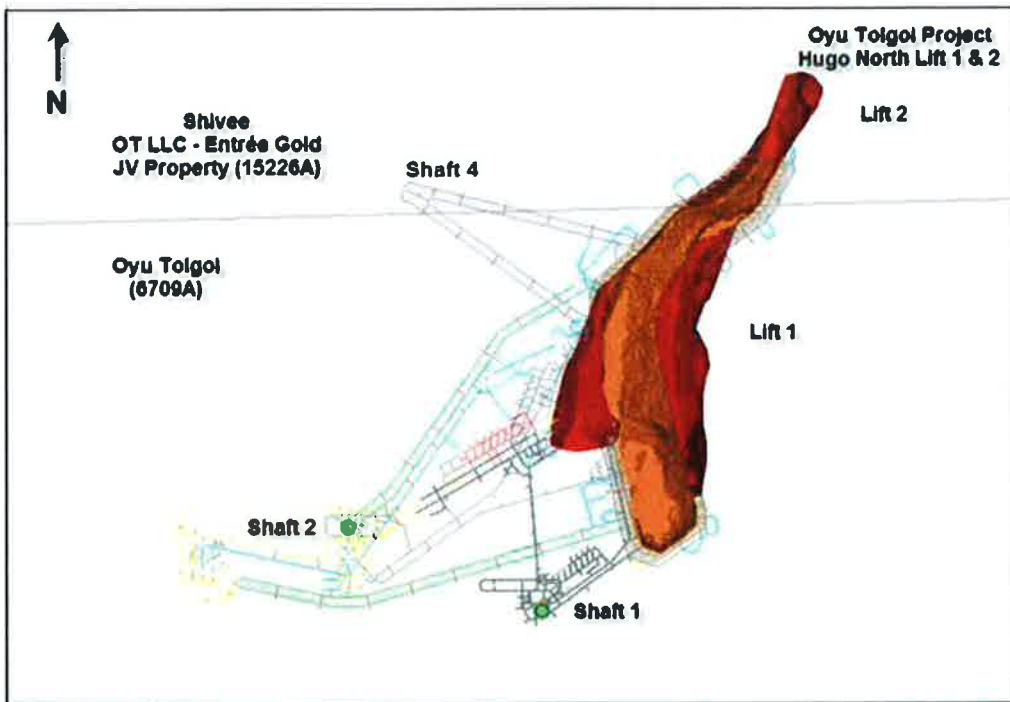 Oyu Tolgoi Project
Hugo North Lift 1 & 2
N
Shivee
OT LLC - Entrée Gold
JV Property (15226A)
Lift 2
Shaft 4
Oyu Tolgoi
(6709A)
Lift 1
Shaft 2
Shaft 1